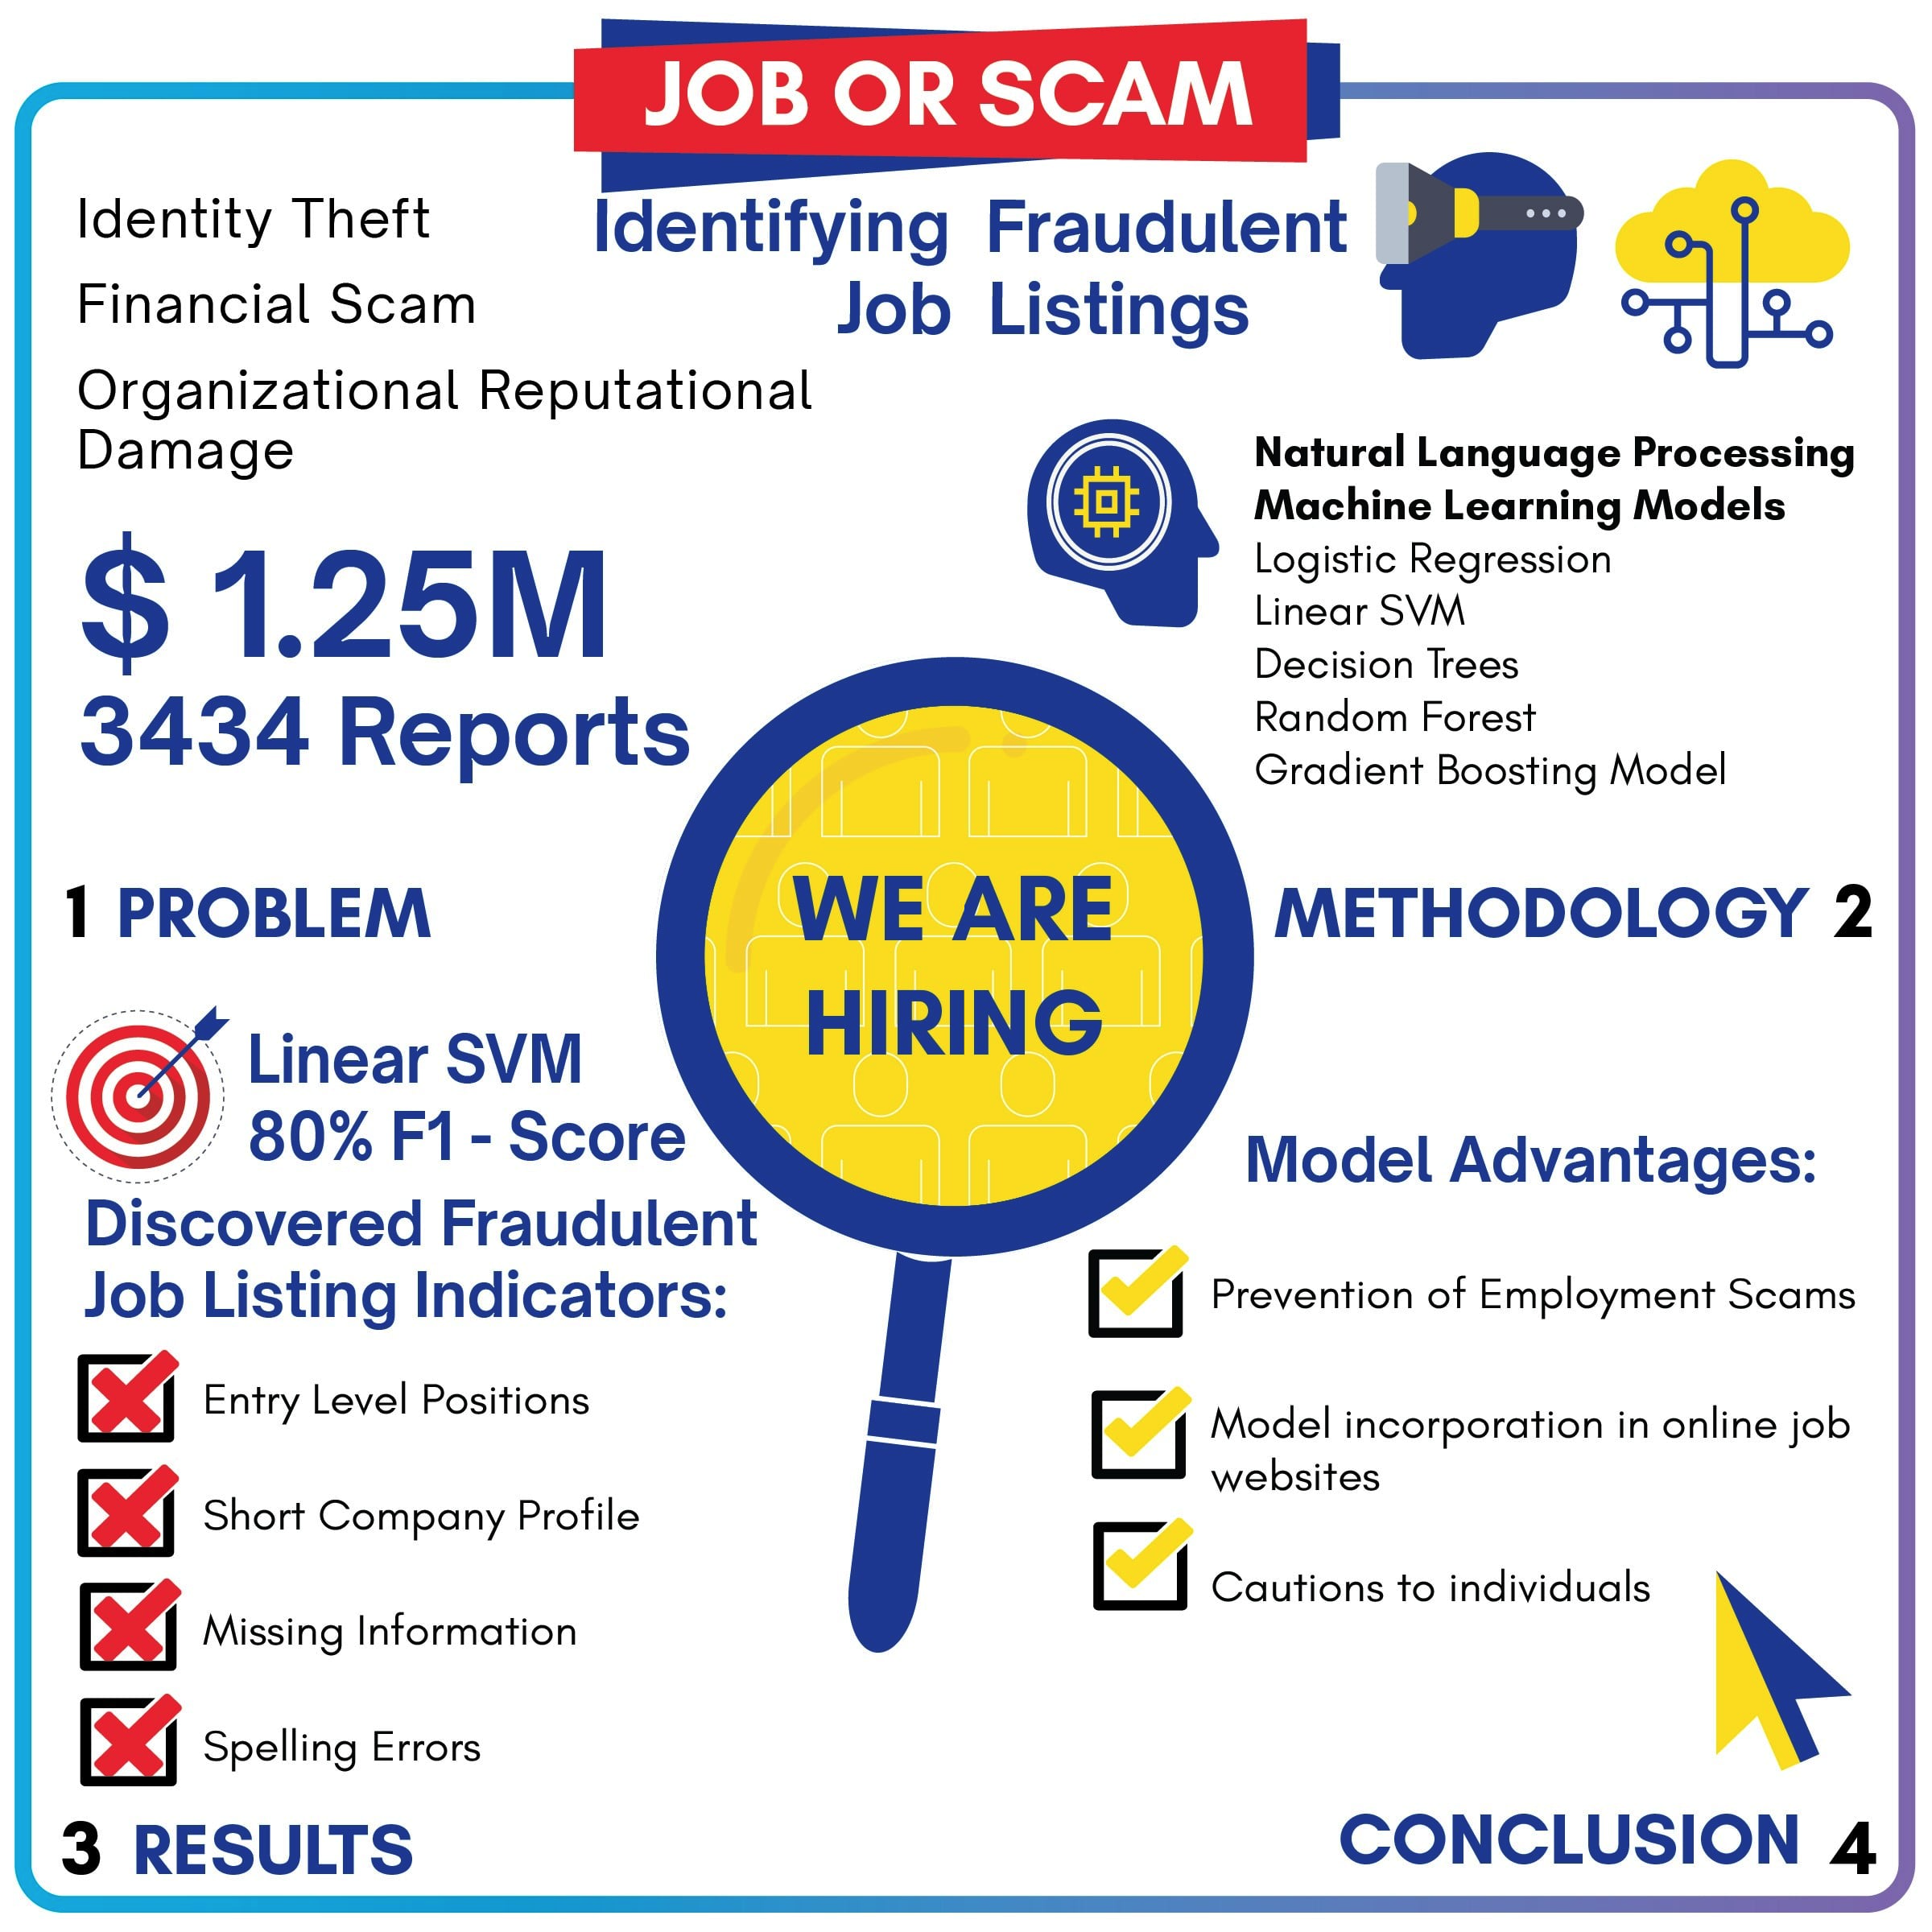 JOB OR SCAM
Identifying Fraudulent
Job Listings
Identity Theft
Financial Scam
Organizational Reputational
Damage
$ 1.25M
3434 Reports
1 PROBLEM
Natural Language Processing
Machine Learning Models
Logistic Regression
Linear SVM
Decision Trees
Random Forest
Gradient Boosting Model
METHODOLOGY 2
WE ARE
HIRING
Linear SVM
80% F1 - Score
Discovered Fraudulent
Job Listing Indicators:
Entry Level Positions
Short Company Profile
Missing Information
Spelling Errors
3 RESULTS
Model Advantages:
Prevention of Employment Scams
Model incorporation in online job
websites
Cautions to individuals
CONCLUSION 4